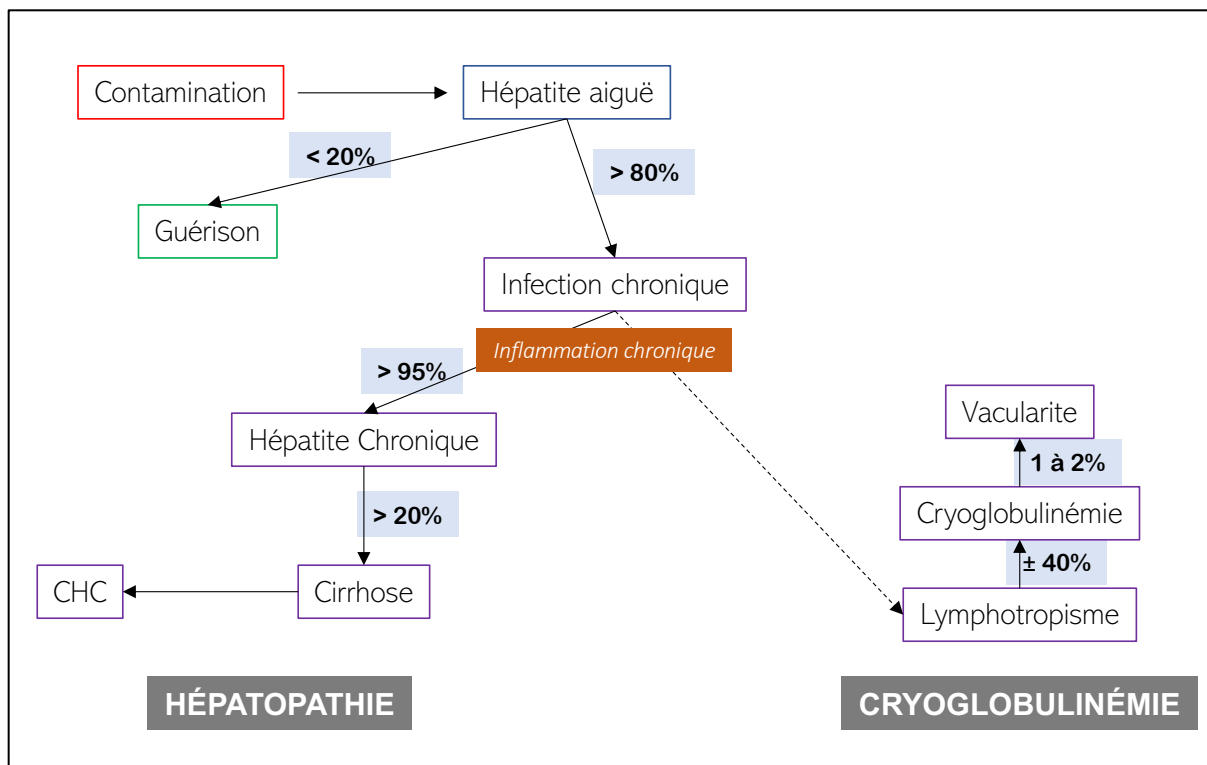 Contamination
Hépatite aiguë
< 20%
> 80%
Guérison
Infection chronique
Inflammation chronique
> 95%
Hépatite Chronique
> 20%
CHC
Cirrhose
Vacularite
1 à 2%
Cryoglobulinémie
± 40%
Lymphotropisme
HÉPATOPATHIE
CRYOGLOBULINÉMIE